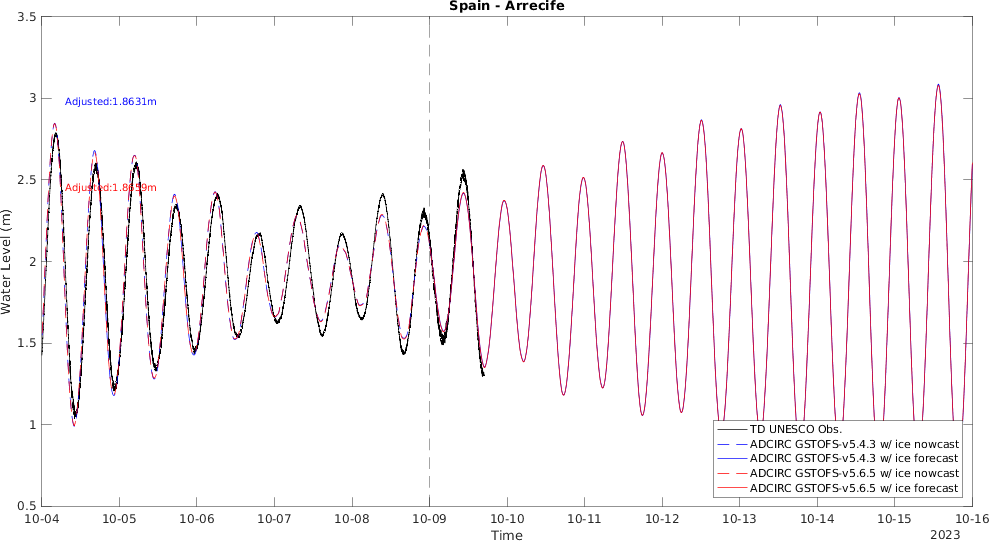 Spain - Arrecife
3.5
3
2.5
2
1.5
1
0.5
Water Level (m)
Adjusted:1.8631m
Adjusted:1.8659m
TD UNESCO Obs.
ADCIRC GSTOFS-v5.4.3 w/ ice nowcast
ADCIRC GSTOFS-v5.4.3 w/ ice forecast
ADCIRC GSTOFS-v5.6.5 w/ ice nowcast
ADCIRC GSTOFS-v5.6.5 w/ ice forecast
10-04 10-05 10-06 10-07 10-08 10-09 10-10 10-11 10-12 10-13 10-14 10-15 10-16
2023
Time